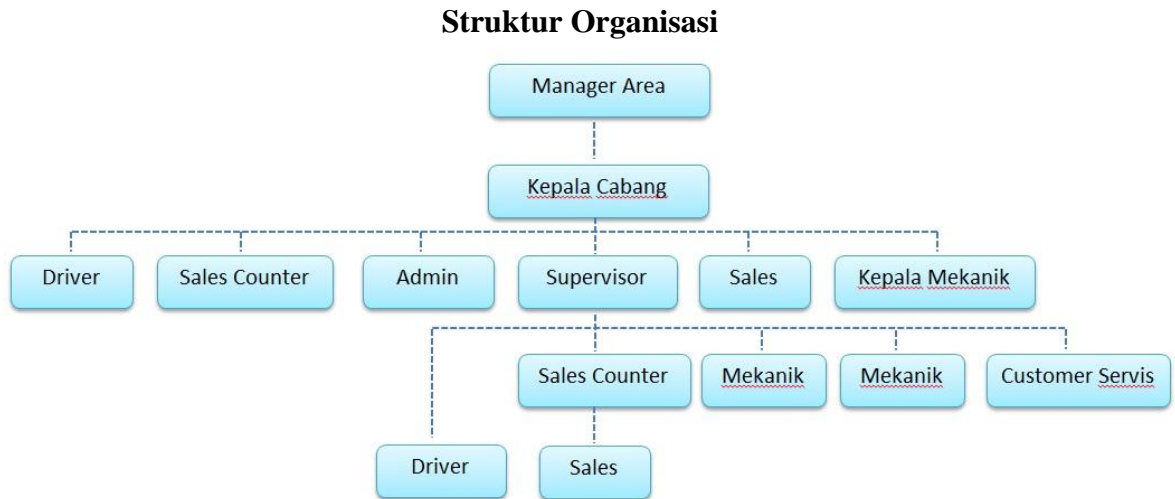 Struktur Organisasi
Manager Area
Kepala Cabang
Driver
Sales Counter
Admin
Supervisor
Sales
Kepala Mekanik
Sales Counter
Mekanik
Mekanik
Customer Servis
Driver
Sales